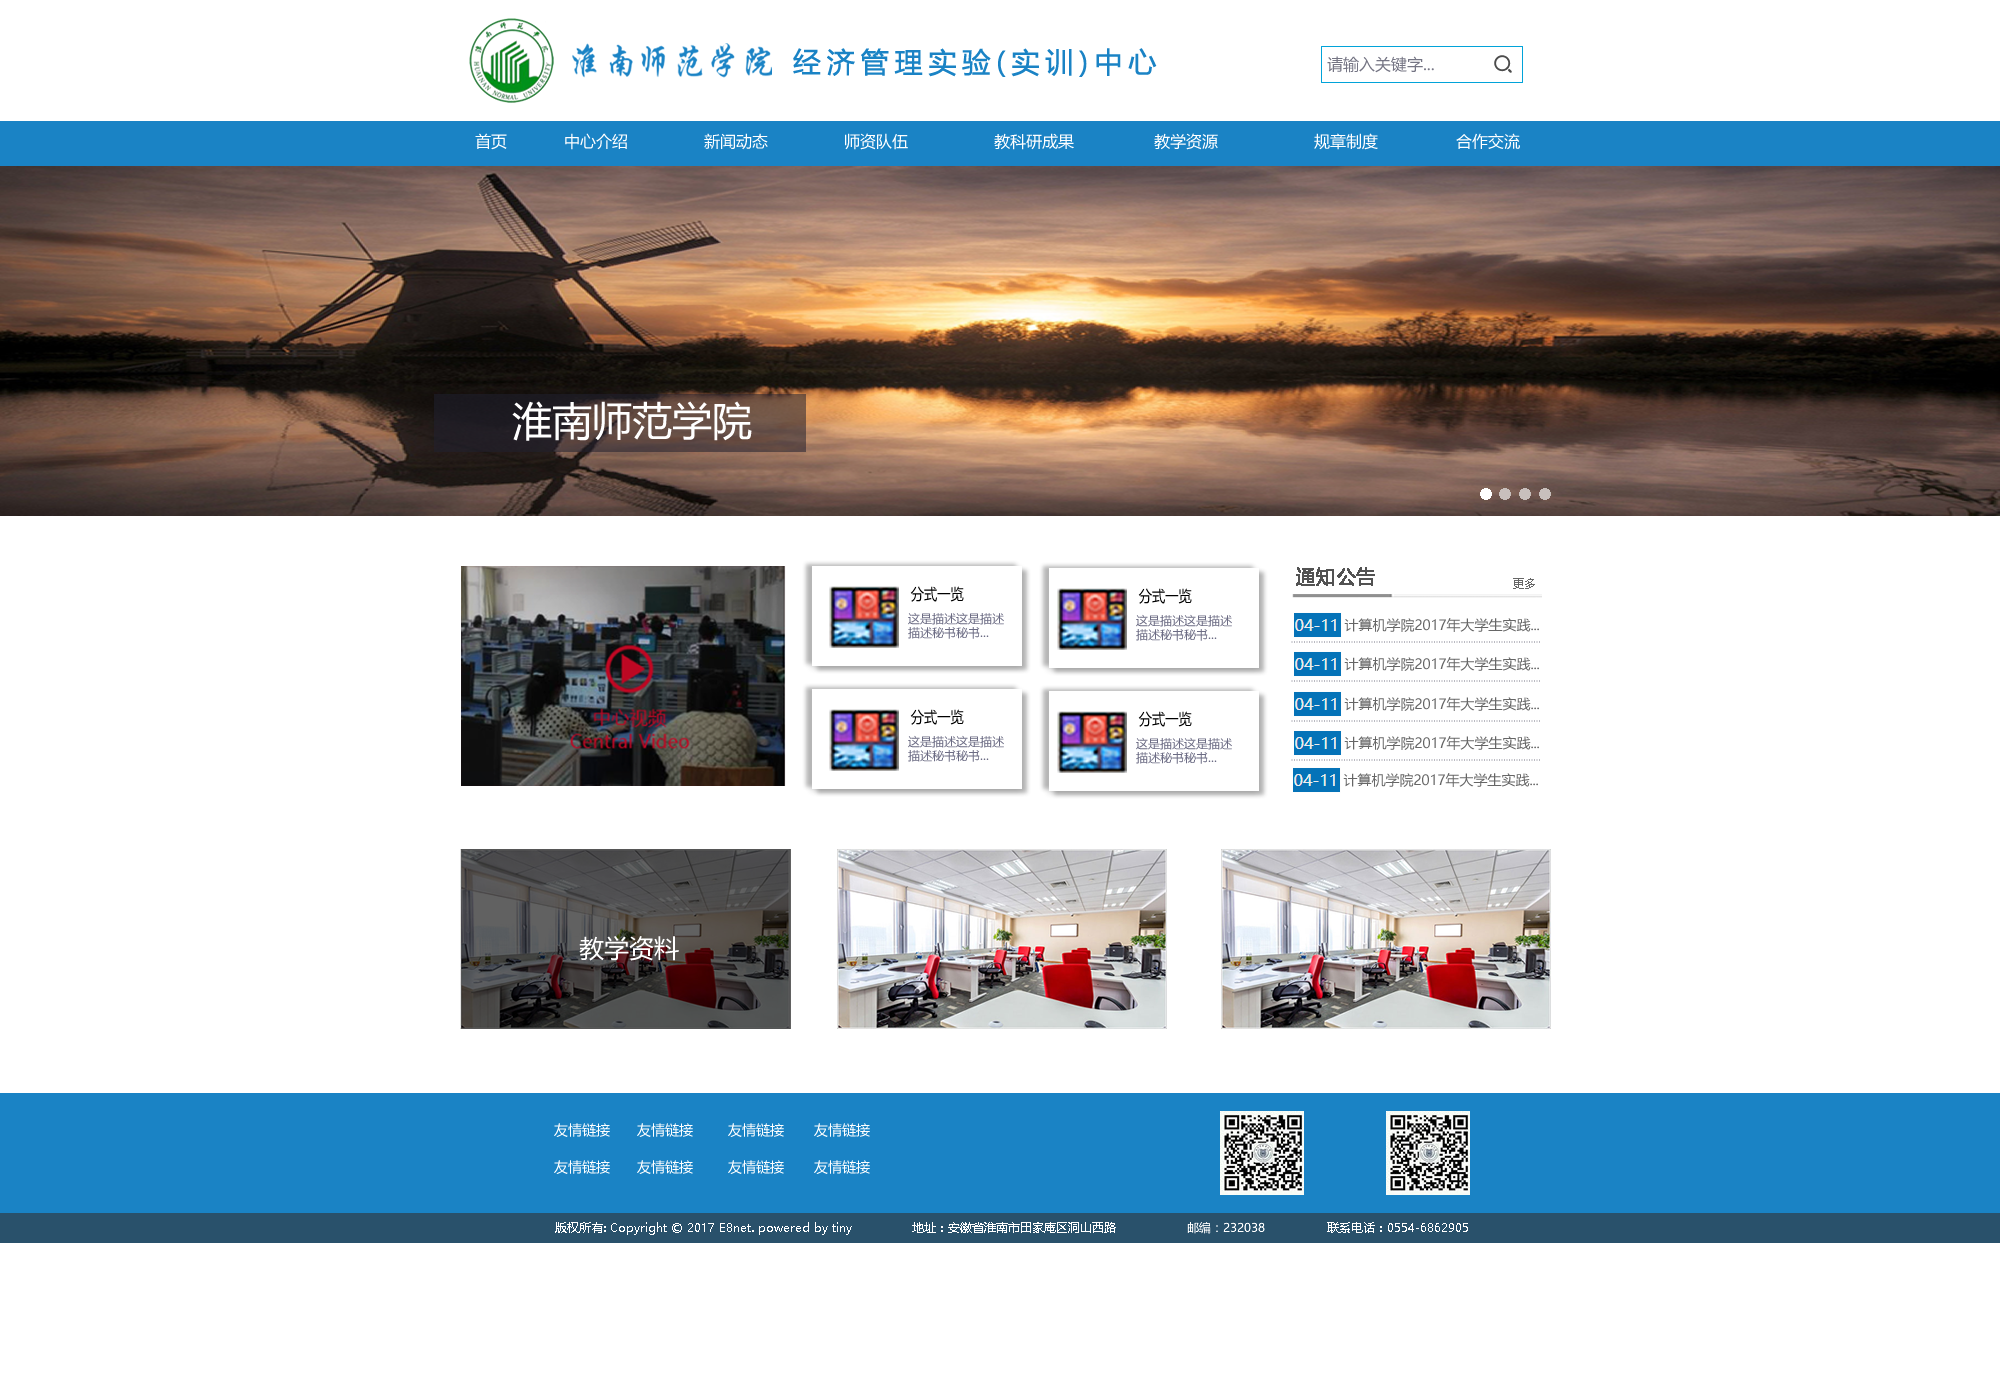 淮南师范学院 经济管理实验(实训)中心
请输入关键字...
首页 中心介绍 新闻动态 师资队伍 教科研成果 教学资源 规章制度 合作交流
淮南师范学院
中心视频
Central Video
分式一览
这是描述这是描述
描述秘书秘书...
分式一览
这是描述这是描述
描述秘书秘书...
分式一览
这是描述这是描述
描述秘书秘书...
分式一览
这是描述这是描述
描述秘书秘书...
通知公告 更多
04-11 计算机学院2017年大学生实践...
04-11 计算机学院2017年大学生实践...
04-11 计算机学院2017年大学生实践...
04-11 计算机学院2017年大学生实践...
04-11 计算机学院2017年大学生实践...
教学资料
友情链接 友情链接 友情链接 友情链接
友情链接 友情链接 友情链接 友情链接
版权所有: Copyright © 2017 E8net. powered by tiny 地址：安徽省淮南市田家庵区洞山西路 邮编：232038 联系电话：0554-6862905